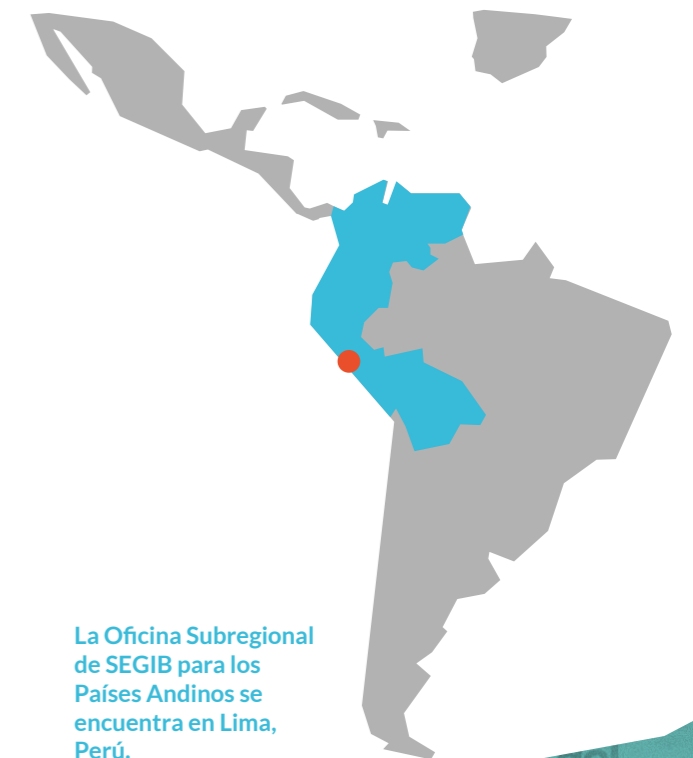 La Oficina Subregional
de SEGIB para los
Países Andinos se
encuentra en Lima,
Perú.